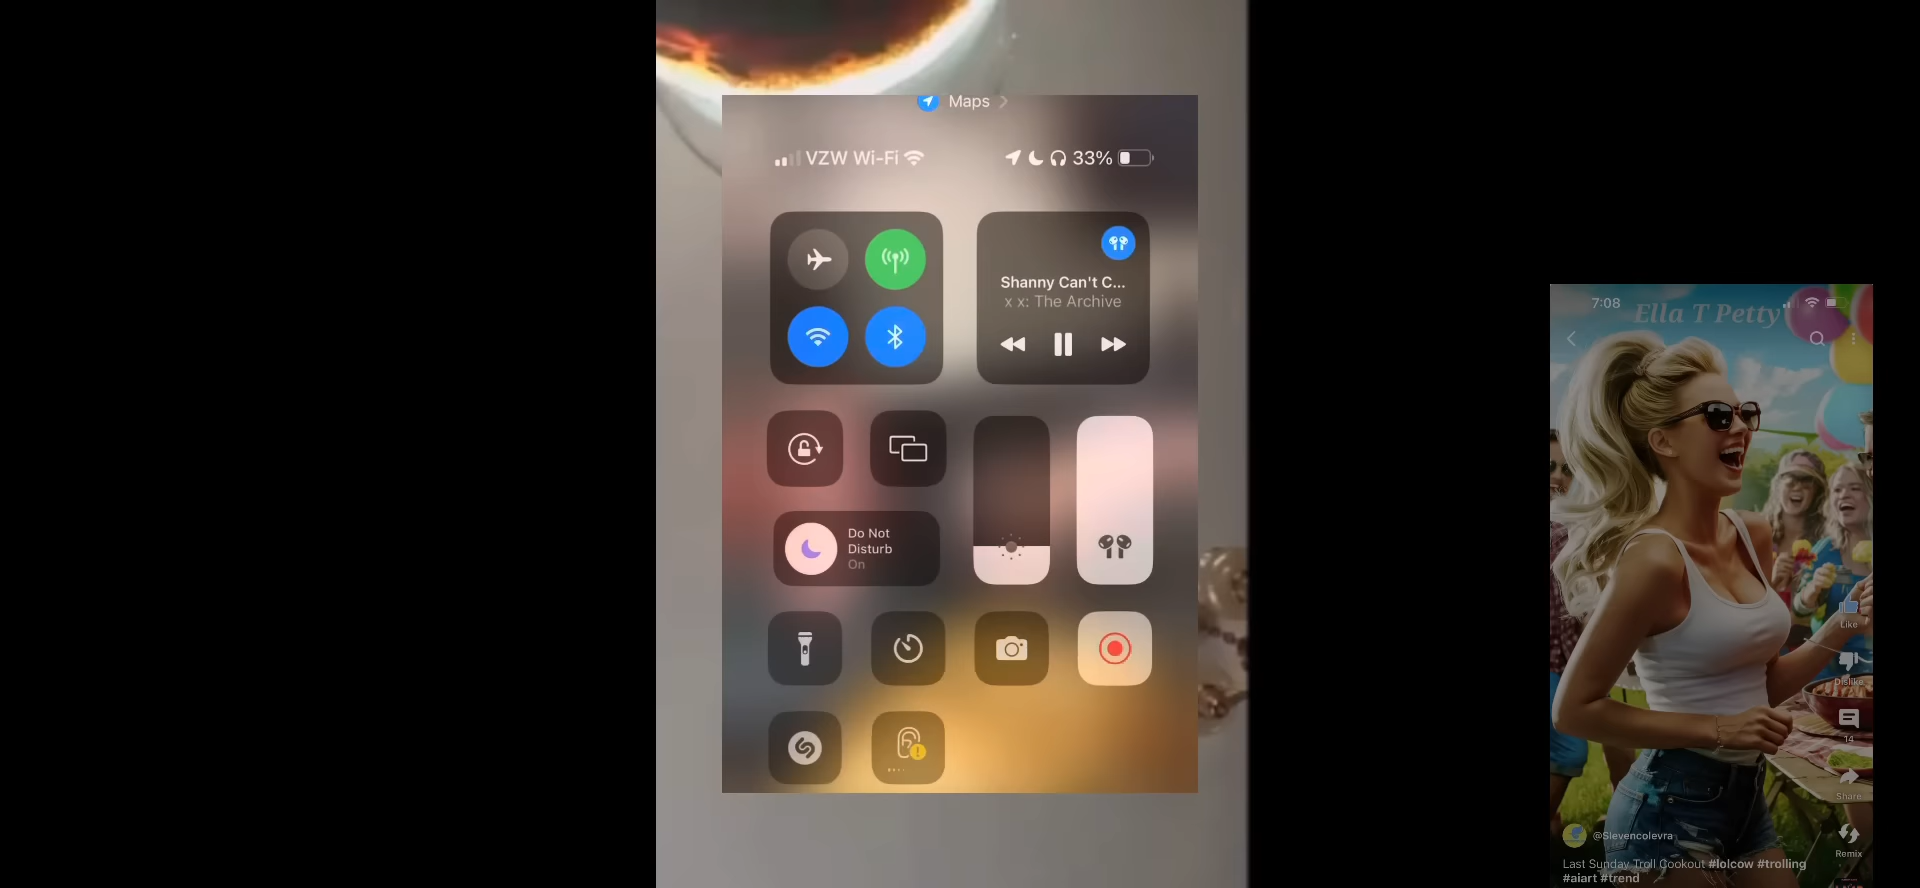 Maps
VZW Wi-Fi
33%
Shanny Can't C...
x x: The Archive
Do Not
Disturb
On
7:08
Ella T Petty
Like
Dislike
14
Share
@Slevencolevra
Remix
Last Sunday Troll Cookout #lolcow #trolling
#aiart #trend